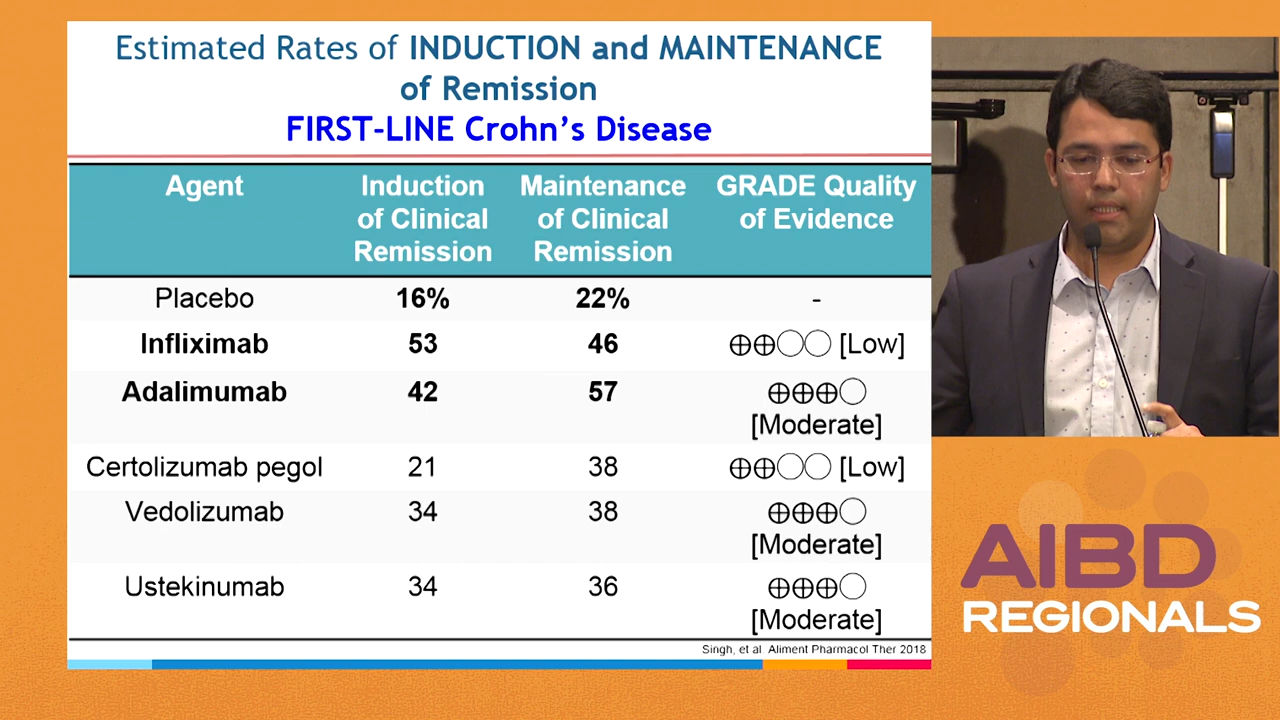 Estimated Rates of INDUCTION and MAINTENANCE
of Remission
FIRST-LINE Crohn's Disease
Agent
Induction
of Clinical
Remission
Maintenance
of Clinical
Remission
GRADE Quality
of Evidence
Placebo 16% 22% -
Infliximab 53 46 ⊕⊕○○ [Low]
Adalimumab 42 57 ⊕⊕⊕○
[Moderate]
Certolizumab pegol 21 38 ⊕⊕○○ [Low]
Vedolizumab 34 38 ⊕⊕⊕○
[Moderate]
Ustekinumab 34 36 ⊕⊕⊕○
[Moderate]
Singh, et al Aliment Pharmacol Ther 2018
AIBD
REGIONALS